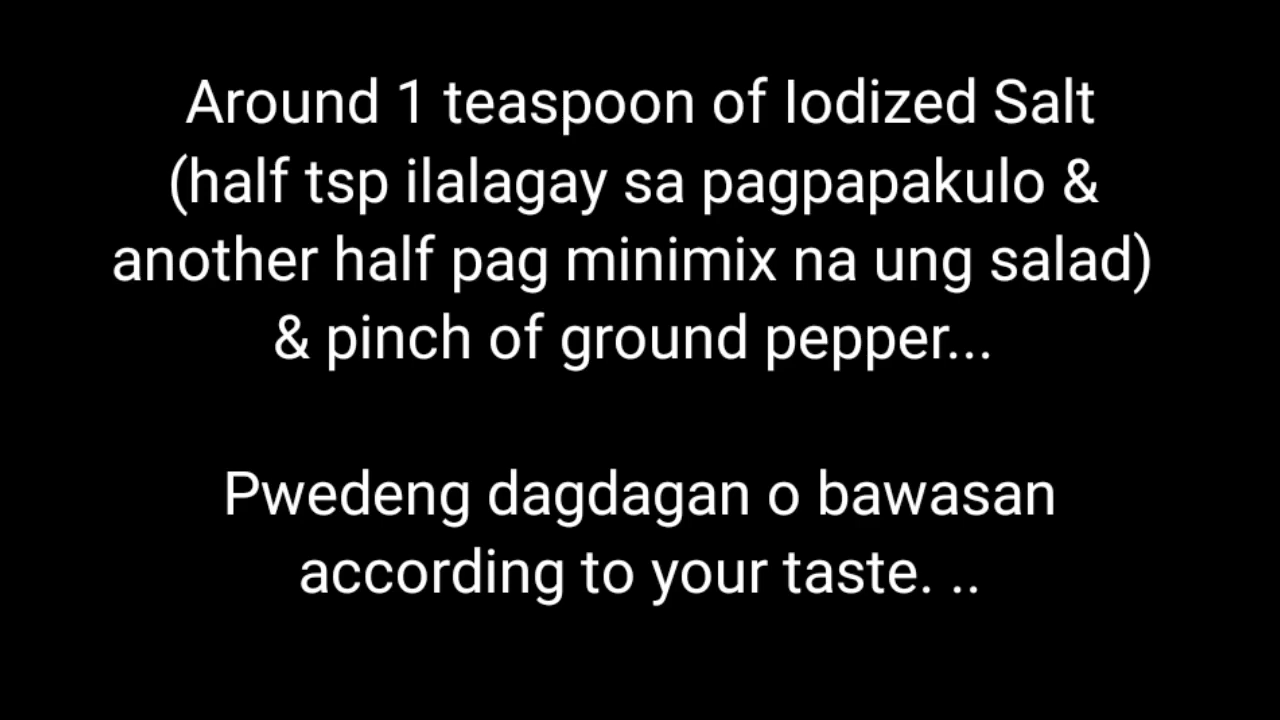 Around 1 teaspoon of Iodized Salt
(half tsp ilalagay sa pagpapakulo &
another half pag minimix na ung salad)
& pinch of ground pepper...
Pwedeng dagdagan o bawasan
according to your taste. ..